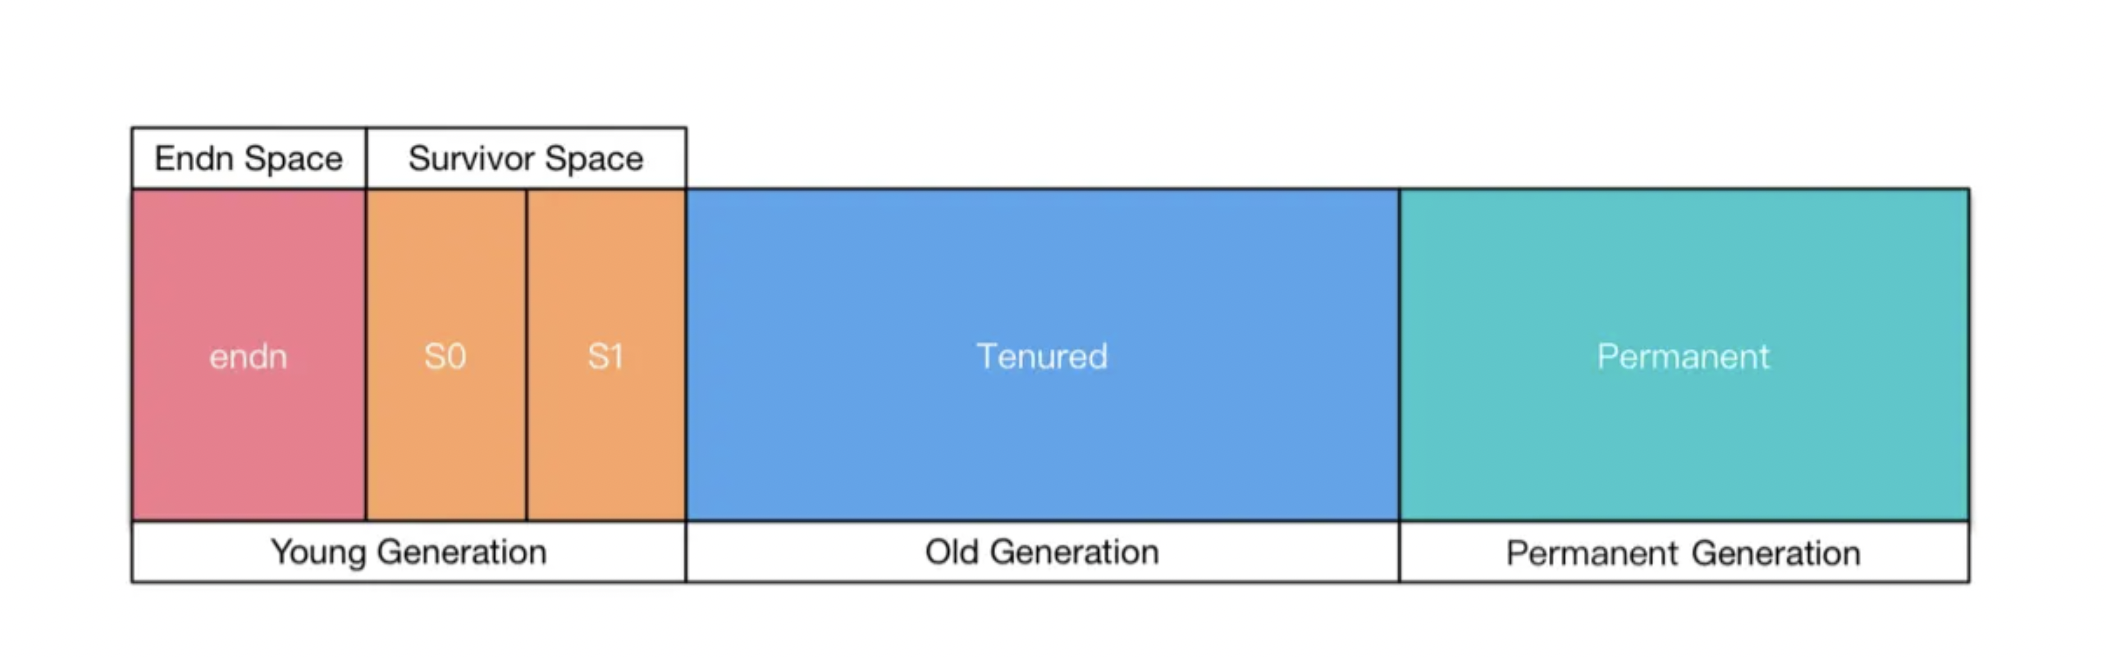 Endn Space
Survivor Space
endn
S0
S1
Tenured
Permanent
Young Generation
Old Generation
Permanent Generation